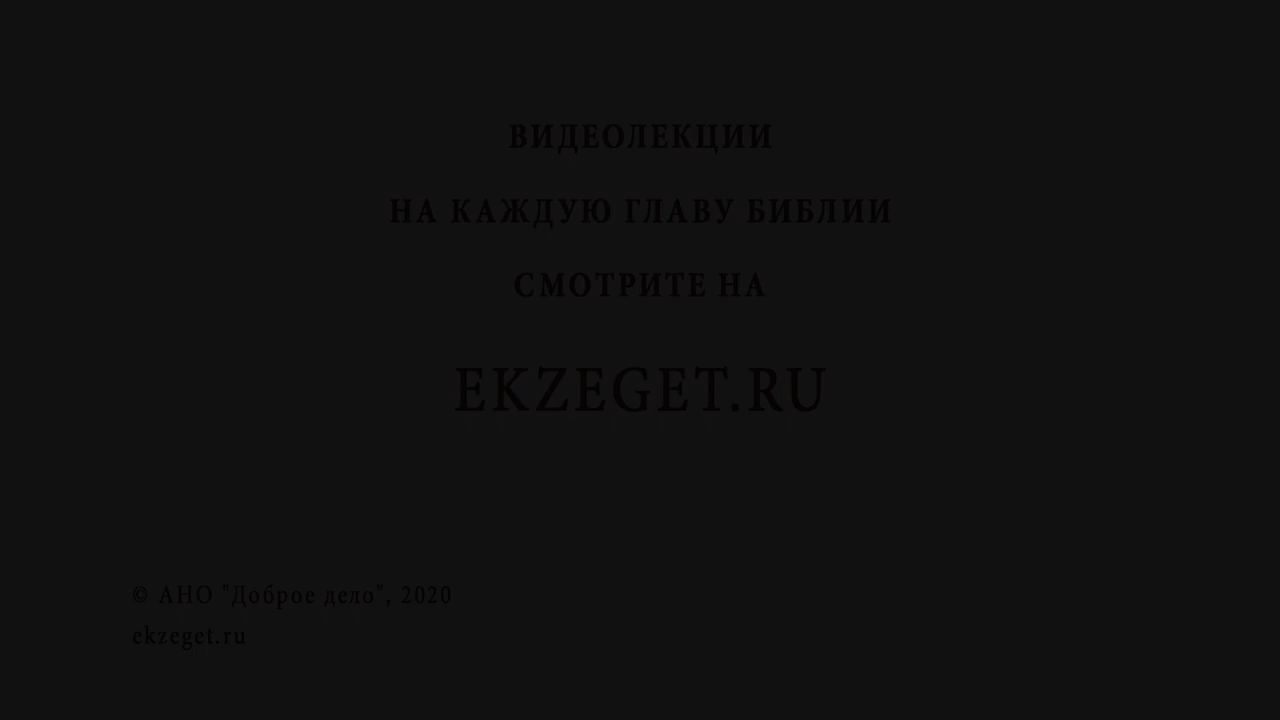 ВИДЕОЛЕКЦИИ
НА КАЖДУЮ ГЛАВУ БИБЛИИ
СМОТРИТЕ НА
EKZEGET.RU
© АНО "Доброе дело", 2020
ekzeget.ru